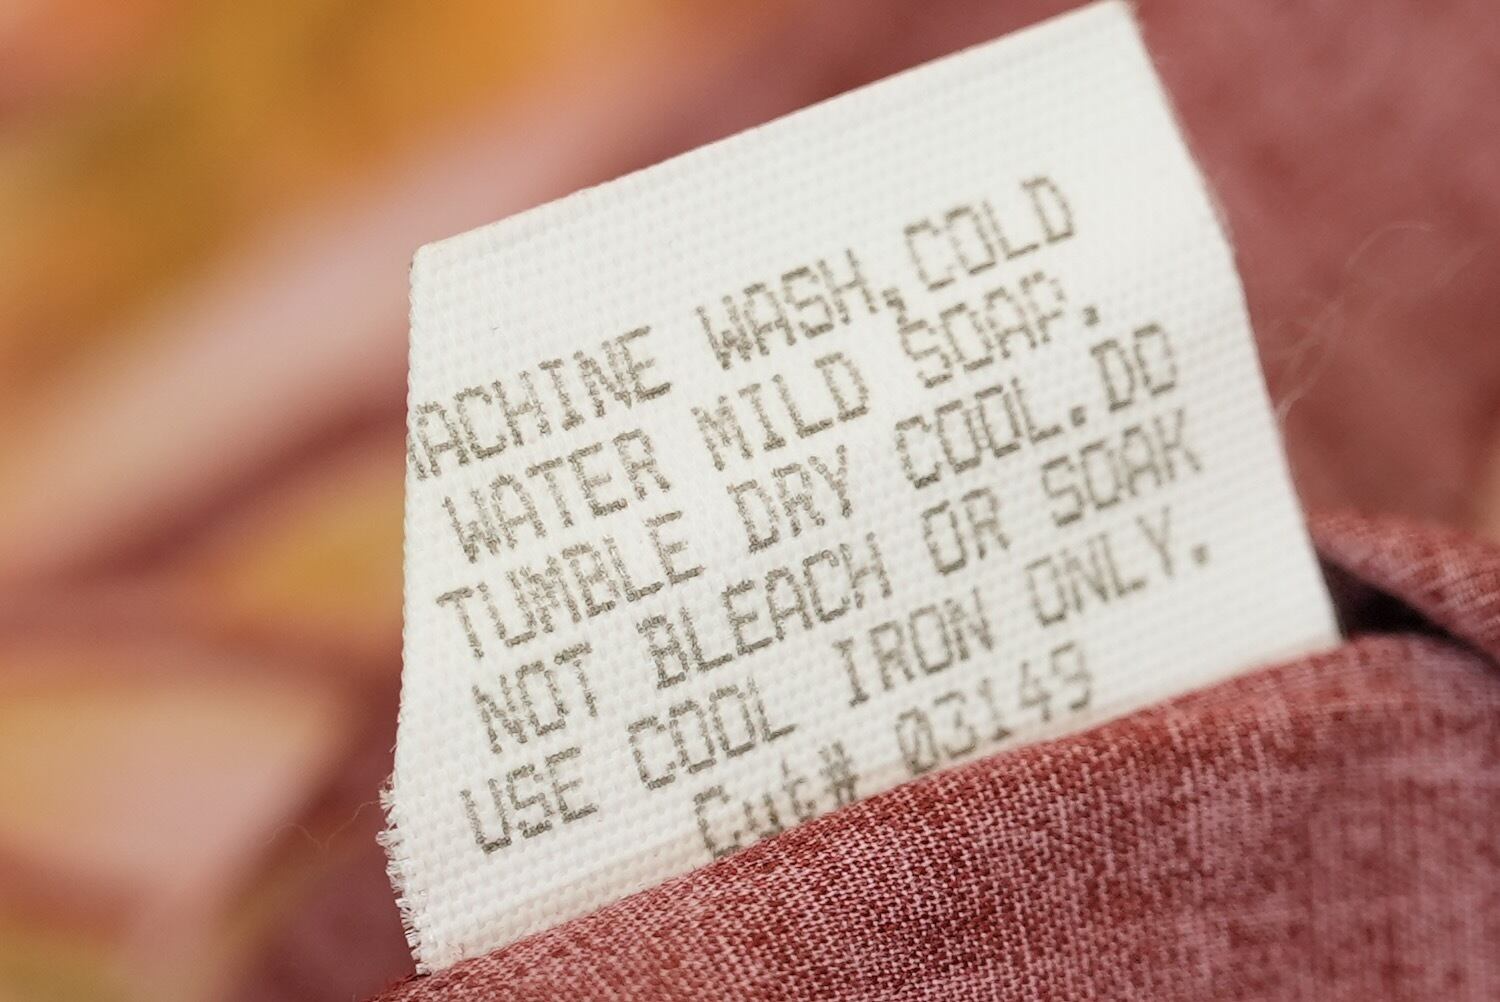 MACHINE WASH,COLD
WATER MILD SOAP.
TUMBLE DRY COOL.DO
NOT BLEACH OR SOAK
USE COOL IRON ONLY.
Cut# 03149